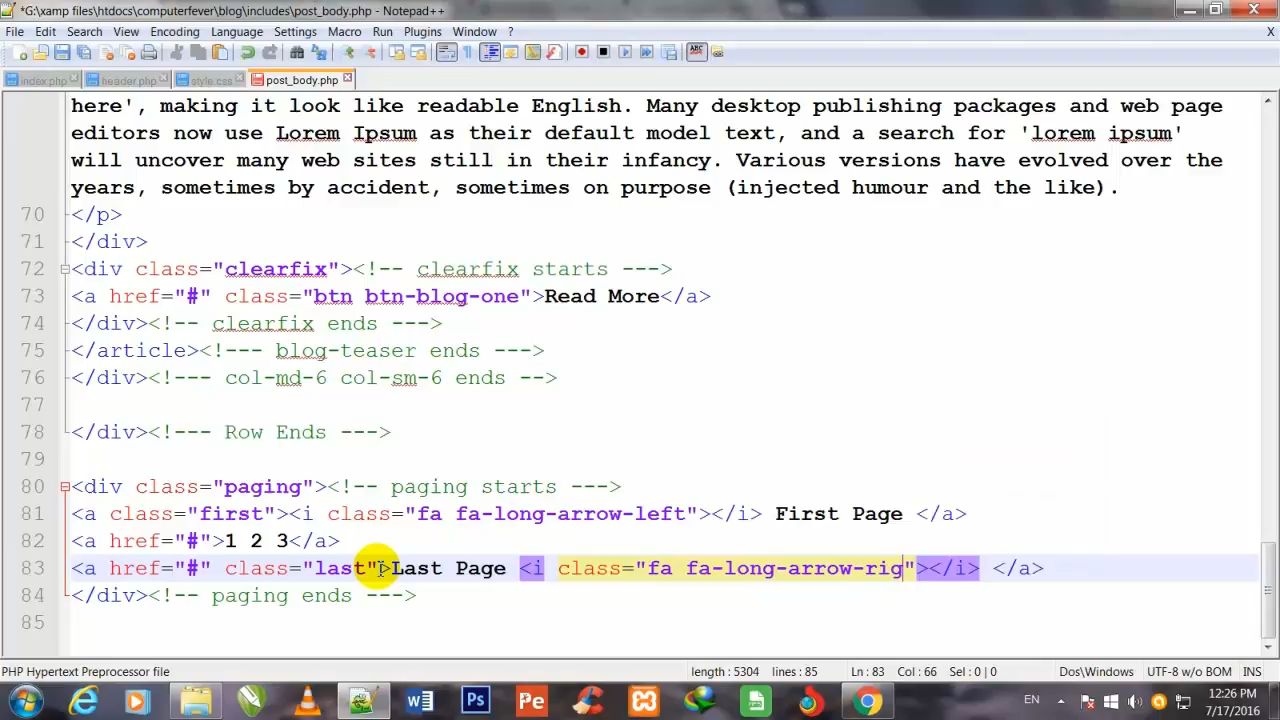 *G:\xamp files\htdocs\computerfever\blog\includes\post_body.php - Notepad++
File Edit Search View Encoding Language Settings Macro Run Plugins Window ? X
index.php header.php style.css post_body.php
here', making it look like readable English. Many desktop publishing packages and web page
editors now use Lorem Ipsum as their default model text, and a search for 'lorem ipsum'
will uncover many web sites still in their infancy. Various versions have evolved over the
years, sometimes by accident, sometimes on purpose (injected humour and the like).
70 </p>
71 </div>
72 <div class="clearfix"><!-- clearfix starts --->
73 <a href="#" class="btn btn-blog-one">Read More</a>
74 </div><!-- clearfix ends --->
75 </article><!--- blog-teaser ends --->
76 </div><!--- col-md-6 col-sm-6 ends -->
77
78 </div><!--- Row Ends --->
79
80 <div class="paging"><!-- paging starts --->
81 <a class="first"><i class="fa fa-long-arrow-left"></i> First Page </a>
82 <a href="#">1 2 3</a>
83 <a href="#" class="last">Last Page <i class="fa fa-long-arrow-rig"></i> </a>
84 </div><!-- paging ends --->
85
PHP Hypertext Preprocessor file length : 5304 lines : 85 Ln : 83 Col : 66 Sel : 0 | 0 Dos\Windows UTF-8 w/o BOM INS
W Ps Pe EN 12:26 PM
7/17/2016